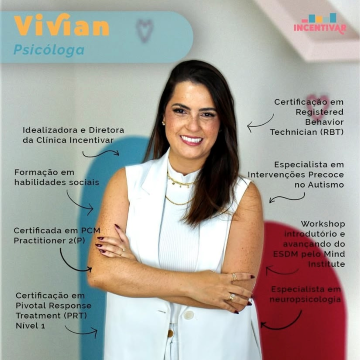 Vivian
Psicóloga
INCENTIVAR
Idealizadora e Diretora
da Clínica Incentivar
Formação em
habilidades sociais
Certificada em PCM
Practitioner 2(P)
Certificação em
Pivotal Response
Treatment (PRT)
Nível 1
Certificação em
Registered
Behavior
Technician (RBT)
Especialista em
Intervenções Precoce
no Autismo
Workshop
introdutório e
avancando do
ESDM pelo Mind
Institute
Especialista em
neuropsicologia